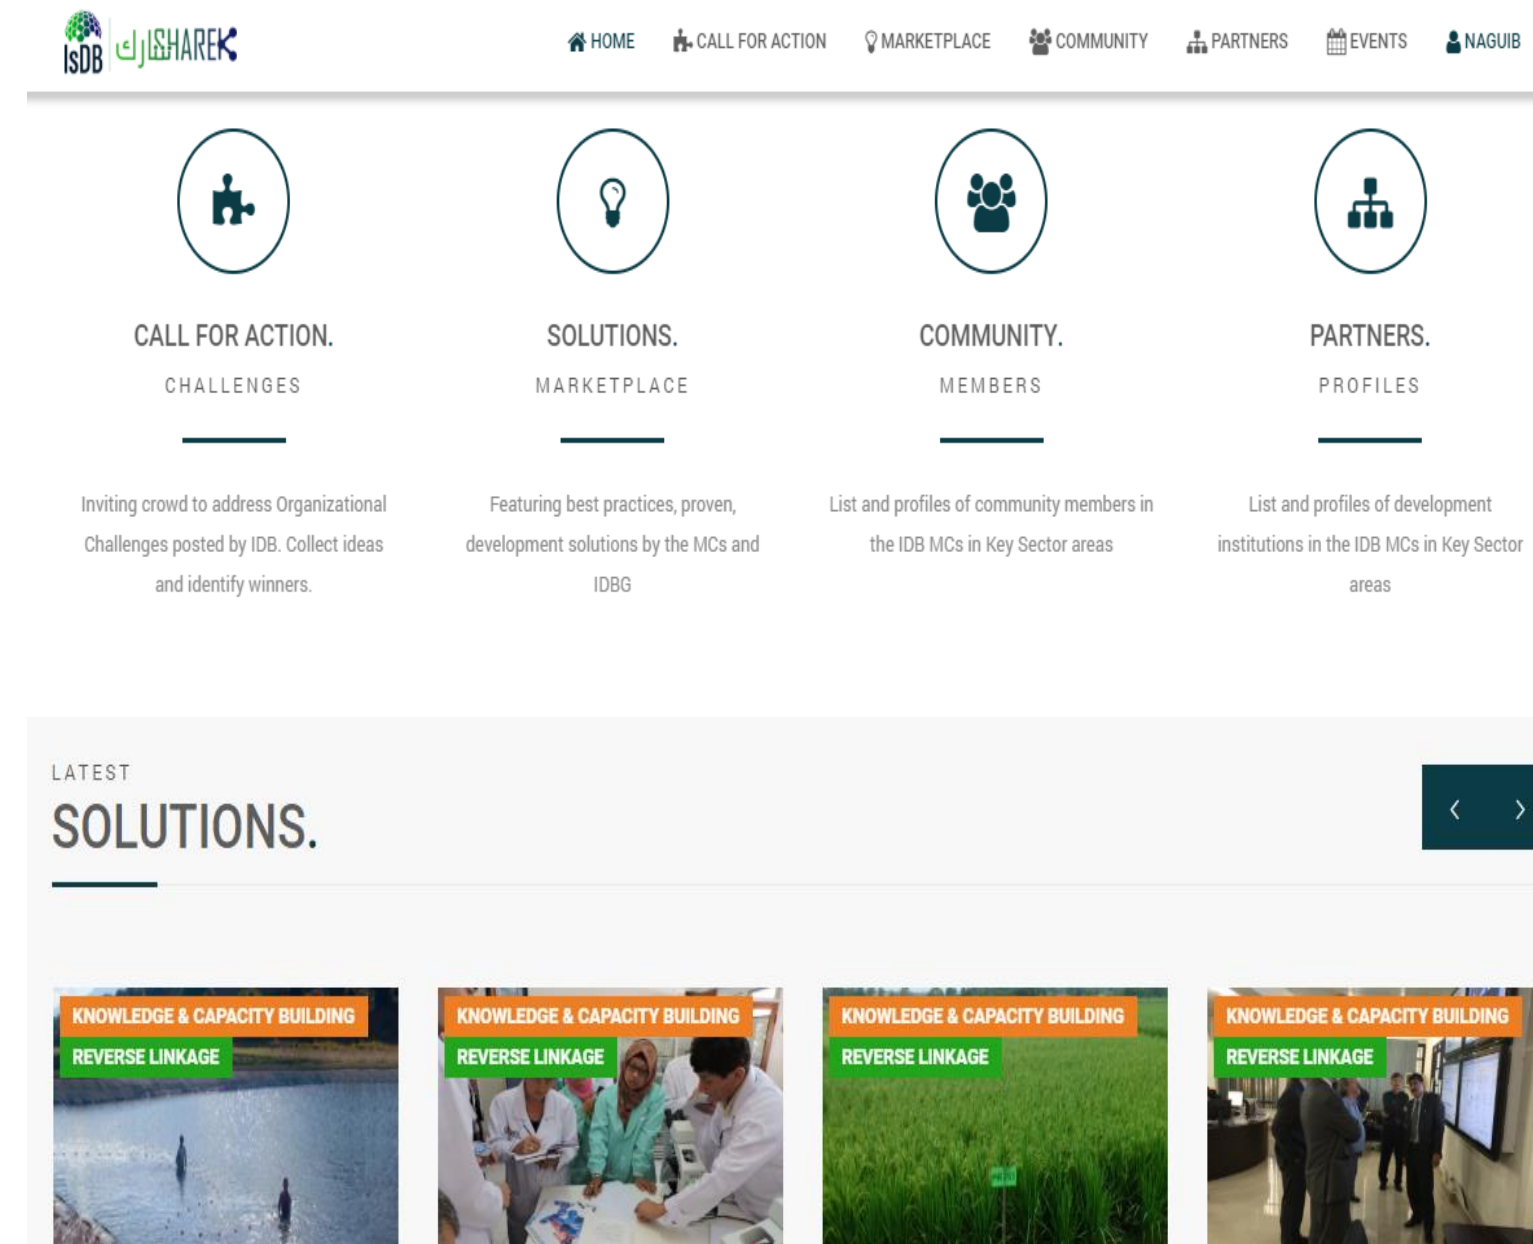 IsDB
شارك SHAREK
HOME
CALL FOR ACTION
MARKETPLACE
COMMUNITY
PARTNERS
EVENTS
NAGUIB
CALL FOR ACTION.
CHALLENGES
Inviting crowd to address Organizational
Challenges posted by IDB. Collect ideas
and identify winners.
SOLUTIONS.
MARKETPLACE
Featuring best practices, proven,
development solutions by the MCs and
IDBG
COMMUNITY.
MEMBERS
List and profiles of community members in
the IDB MCs in Key Sector areas
PARTNERS.
PROFILES
List and profiles of development
institutions in the IDB MCs in Key Sector
areas
LATEST
SOLUTIONS.
KNOWLEDGE & CAPACITY BUILDING
REVERSE LINKAGE
KNOWLEDGE & CAPACITY BUILDING
REVERSE LINKAGE
KNOWLEDGE & CAPACITY BUILDING
REVERSE LINKAGE
KNOWLEDGE & CAPACITY BUILDING
REVERSE LINKAGE